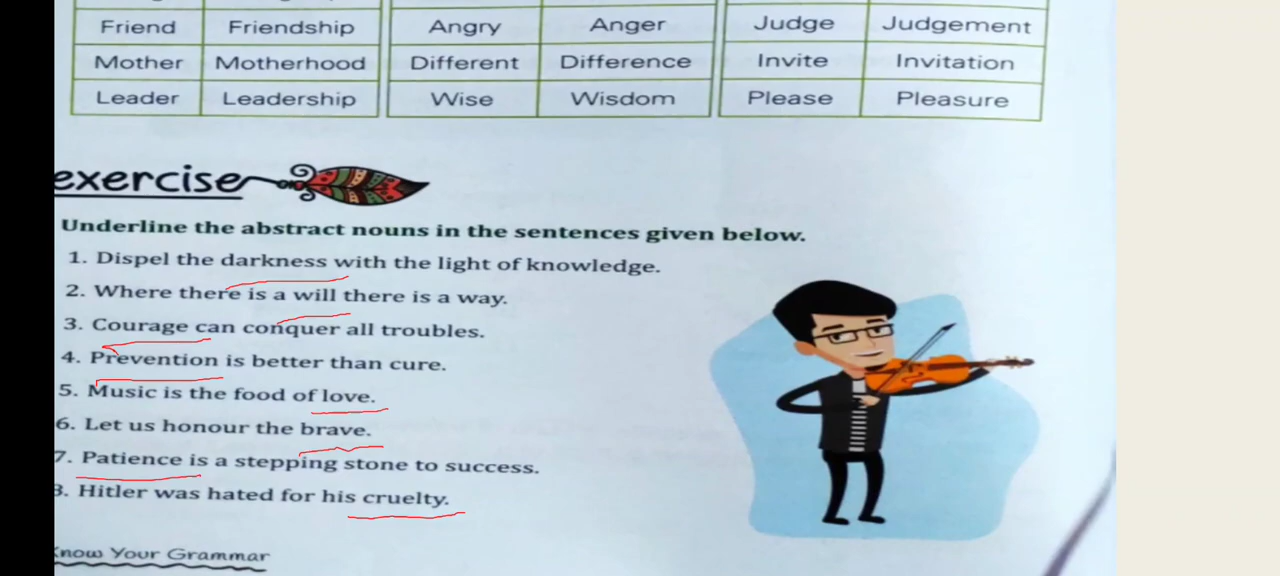 Friend Friendship Angry Anger Judge Judgement
Mother Motherhood Different Difference Invite Invitation
Leader Leadership Wise Wisdom Please Pleasure
exercise
Underline the abstract nouns in the sentences given below.
1. Dispel the darkness with the light of knowledge.
2. Where there is a will there is a way.
3. Courage can conquer all troubles.
4. Prevention is better than cure.
5. Music is the food of love.
6. Let us honour the brave.
7. Patience is a stepping stone to success.
8. Hitler was hated for his cruelty.
Know Your Grammar